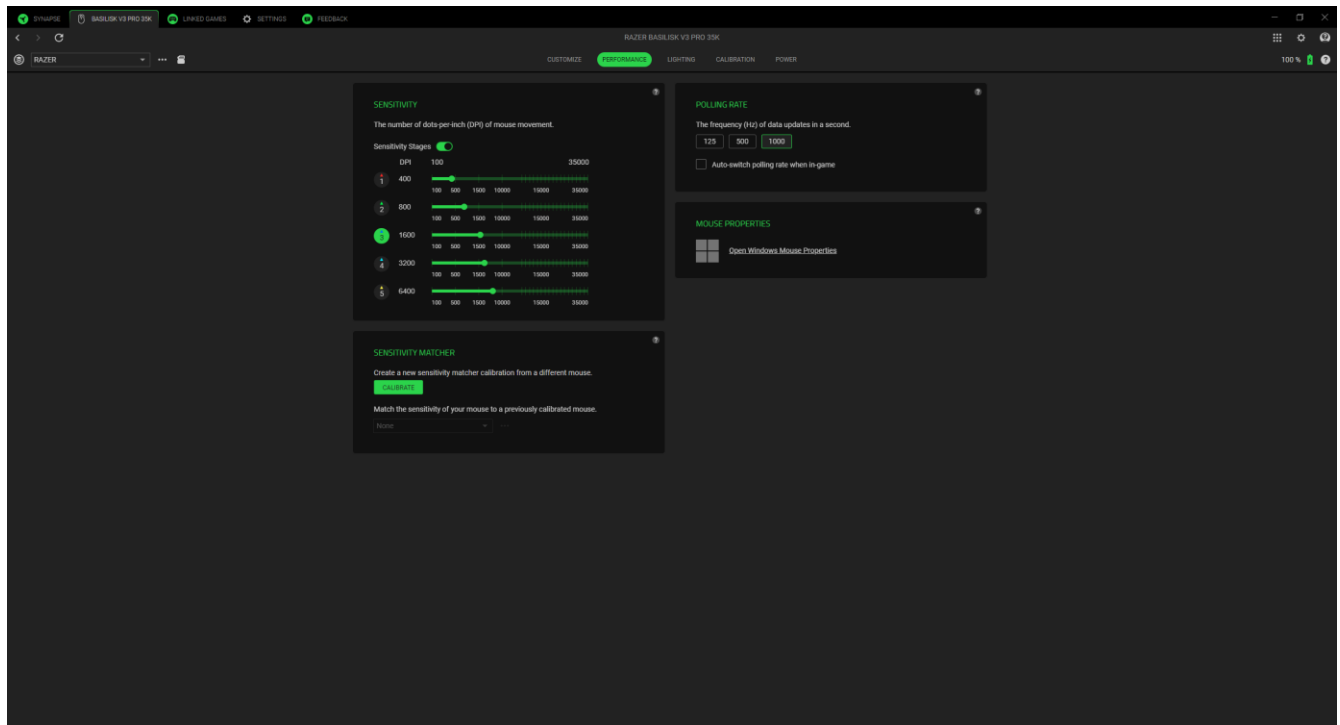 SYNAPSE BASILISK V3 PRO 35K LINKED GAMES SETTINGS FEEDBACK
RAZER BASILISK V3 PRO 35K
RAZER CUSTOMIZE PERFORMANCE LIGHTING CALIBRATION POWER 100 %
SENSITIVITY
The number of dots-per-inch (DPI) of mouse movement.
Sensitivity Stages
DPI 100 35000
1 400
100 500 1500 10000 15000 35000
2 800
100 500 1500 10000 15000 35000
3 1600
100 500 1500 10000 15000 35000
4 3200
100 500 1500 10000 15000 35000
5 6400
100 500 1500 10000 15000 35000
SENSITIVITY MATCHER
Create a new sensitivity matcher calibration from a different mouse.
CALIBRATE
Match the sensitivity of your mouse to a previously calibrated mouse.
None
POLLING RATE
The frequency (Hz) of data updates in a second.
125 500 1000
Auto-switch polling rate when in-game
MOUSE PROPERTIES
Open Windows Mouse Properties